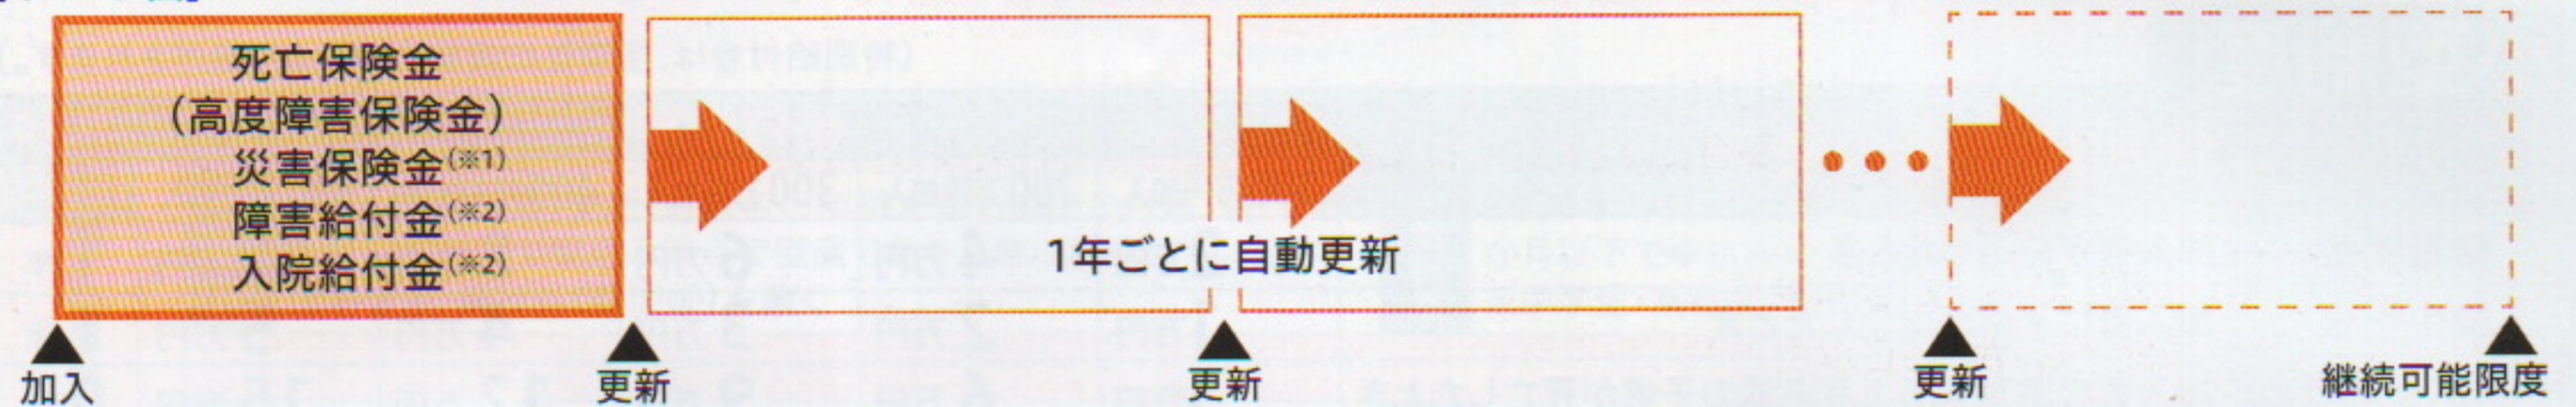 死亡保険金
（高度障害保険金）
災害保険金(※1)
障害給付金(※2)
入院給付金(※2)
1年ごとに自動更新
加入
更新
更新
更新
継続可能限度